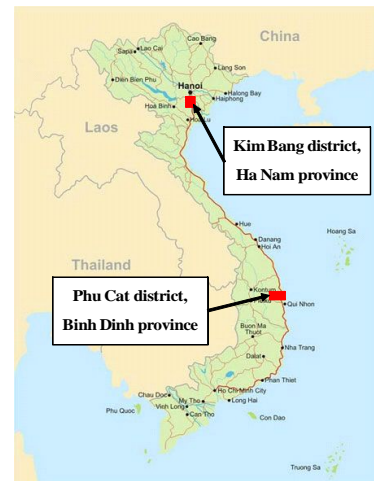 China
Cao Bang
Sapa
Lao Cai
Lang Son
Dien Bien Phu
Hanoi
Halong Bay
Haiphong
Hoa Binh
Laos
Kim Bang district,
Ha Nam province
Hue
Danang
Hoi An
Hoang Sa
Thailand
Phu Cat district,
Binh Dinh province
Kontum
Qui Nhon
Buon Ma
Thuot
Nha Trang
Dalat
Phan Thiet
Ho Chi Minh City
Chau Doc
My Tho
Long Hai
Phu Quoc
Vinh Long
Can Tho
Con Dao
Truong Sa